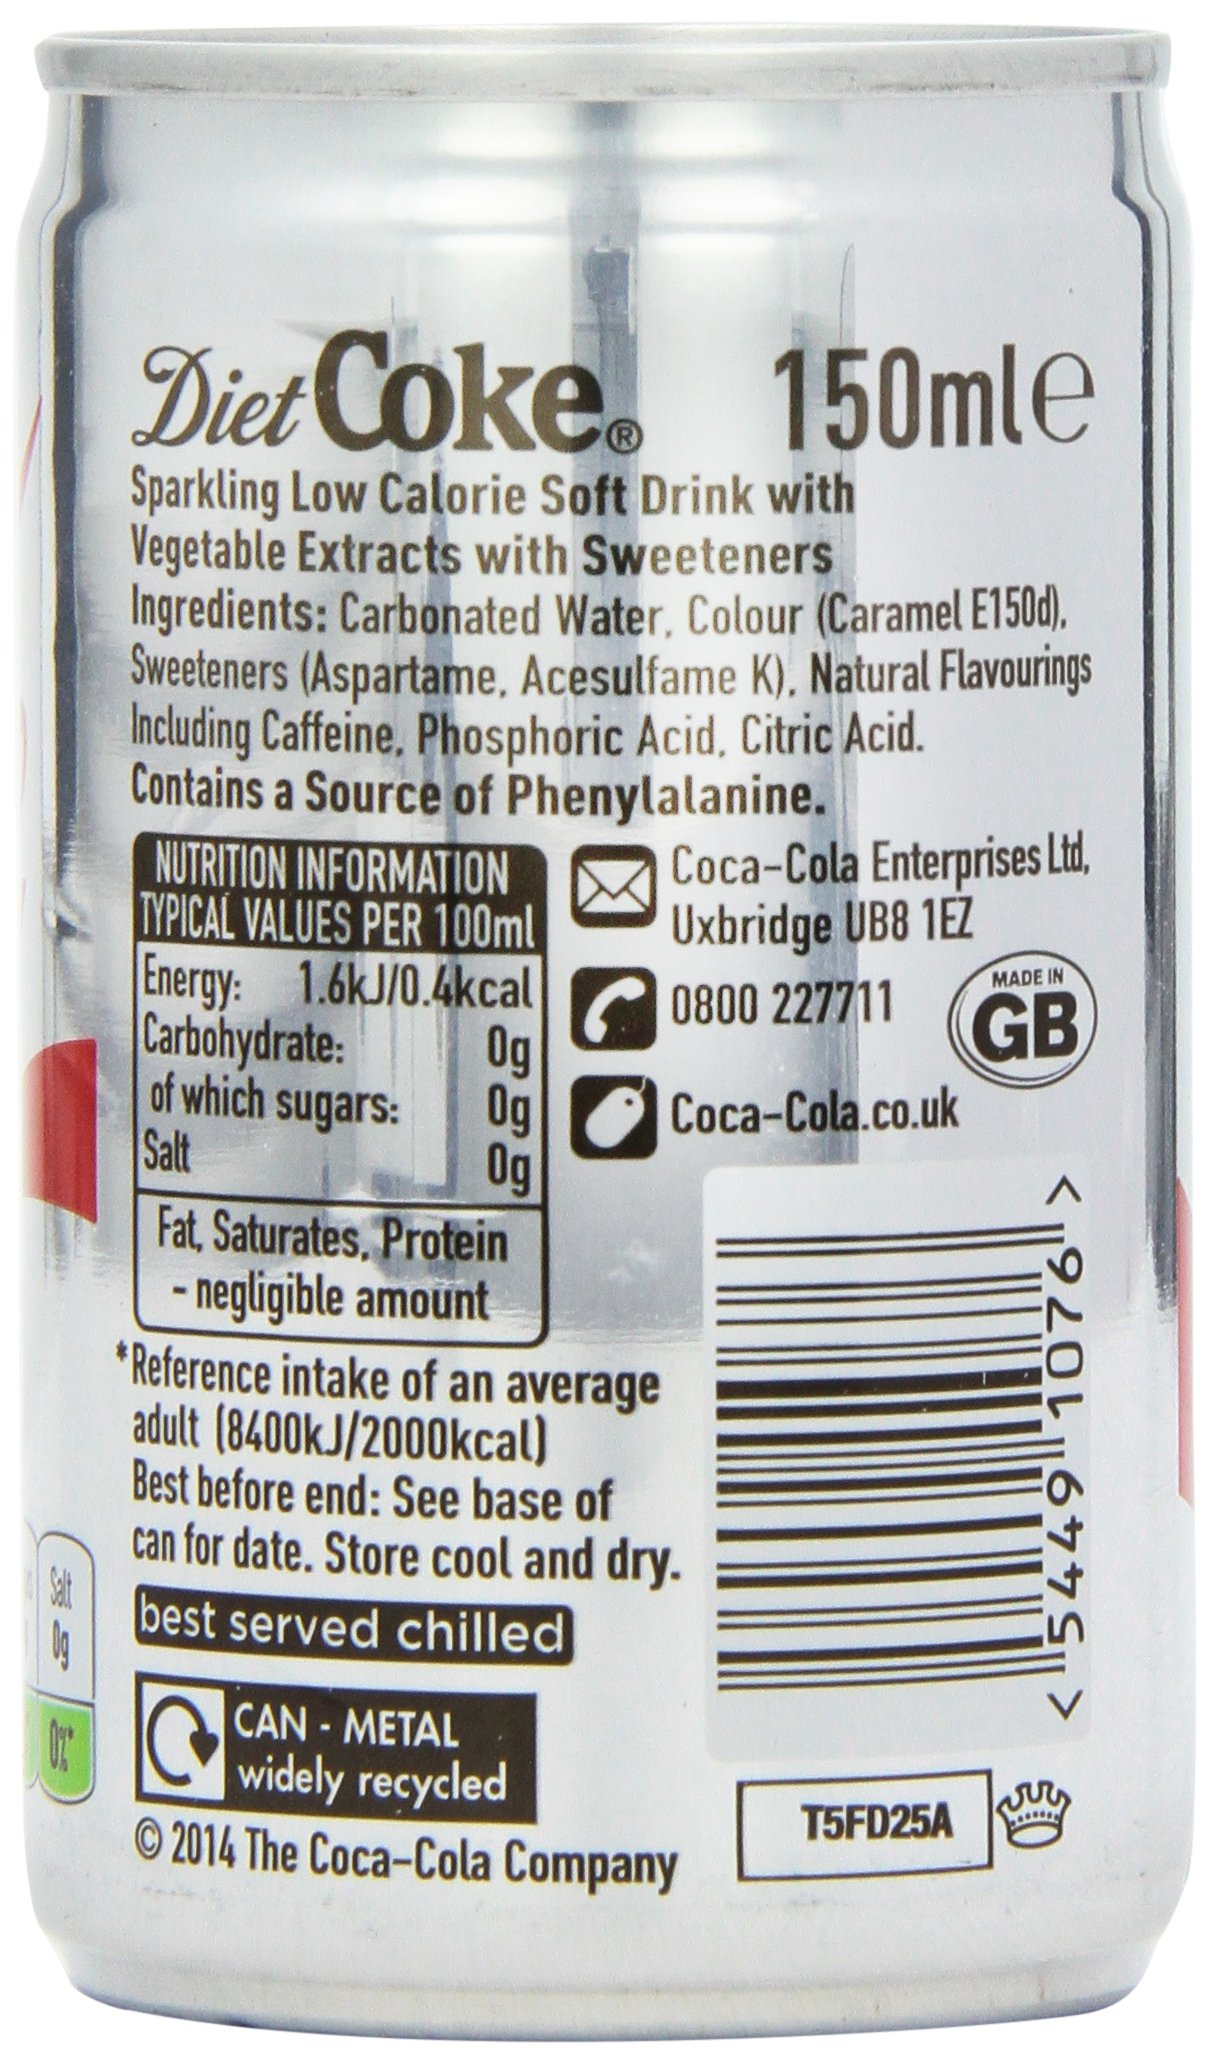 Diet Coke® 150ml e
Sparkling Low Calorie Soft Drink with
Vegetable Extracts with Sweeteners
Ingredients: Carbonated Water, Colour (Caramel E150d),
Sweeteners (Aspartame, Acesulfame K), Natural Flavourings
Including Caffeine, Phosphoric Acid, Citric Acid.
Contains a Source of Phenylalanine.
NUTRITION INFORMATION
TYPICAL VALUES PER 100ml
Energy: 1.6kJ/0.4kcal
Carbohydrate: 0g
of which sugars: 0g
Salt 0g
Fat, Saturates, Protein
- negligible amount
Coca-Cola Enterprises Ltd,
Uxbridge UB8 1EZ
0800 227711
Coca-Cola.co.uk
MADE IN
GB
*Reference intake of an average
adult (8400kJ/2000kcal)
Best before end: See base of
can for date. Store cool and dry.
best served chilled
CAN - METAL
widely recycled
© 2014 The Coca-Cola Company
< 5449 1076 >
T5FD25A
Salt
0g
0%*